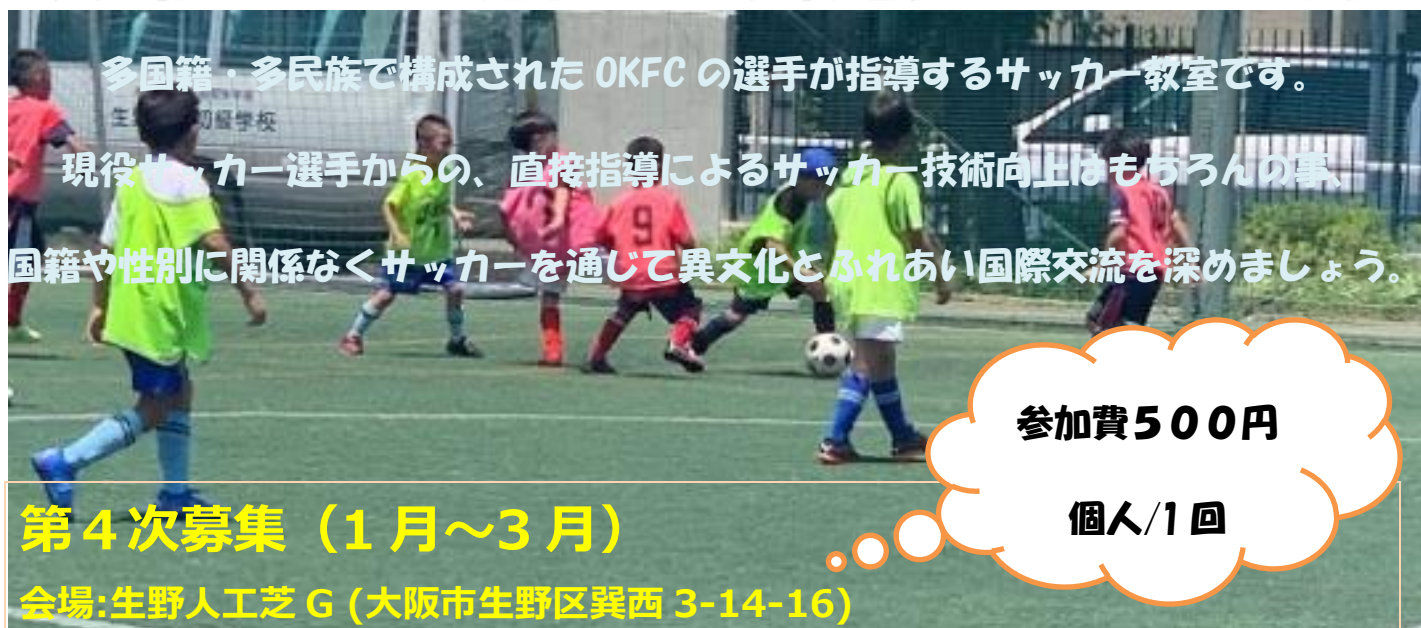 多国籍・多民族で構成された OKFC の選手が指導するサッカー教室です。
生 初級学校
現役サッカー選手からの、直接指導によるサッカー技術向上はもちろんの事、
9
国籍や性別に関係なくサッカーを通じて異文化とふれあい国際交流を深めましょう。
参加費５００円
個人/1 回
第４次募集（1 月～3 月）
会場:生野人工芝 G (大阪市生野区巽西 3-14-16)